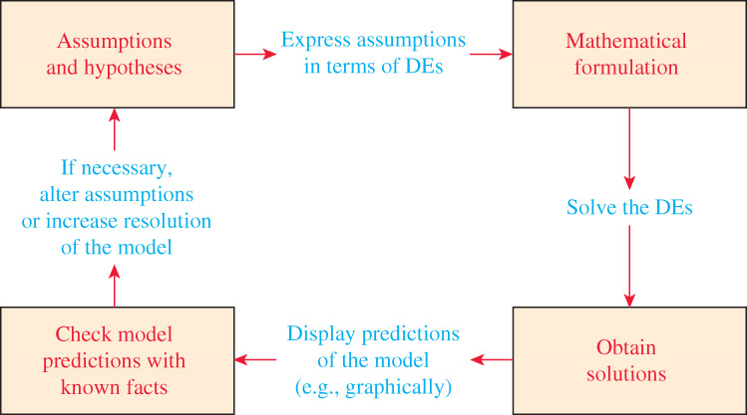 Assumptions
and hypotheses
Express assumptions
in terms of DEs
Mathematical
formulation
If necessary,
alter assumptions
or increase resolution
of the model
Solve the DEs
Check model
predictions with
known facts
Display predictions
of the model
(e.g., graphically)
Obtain
solutions